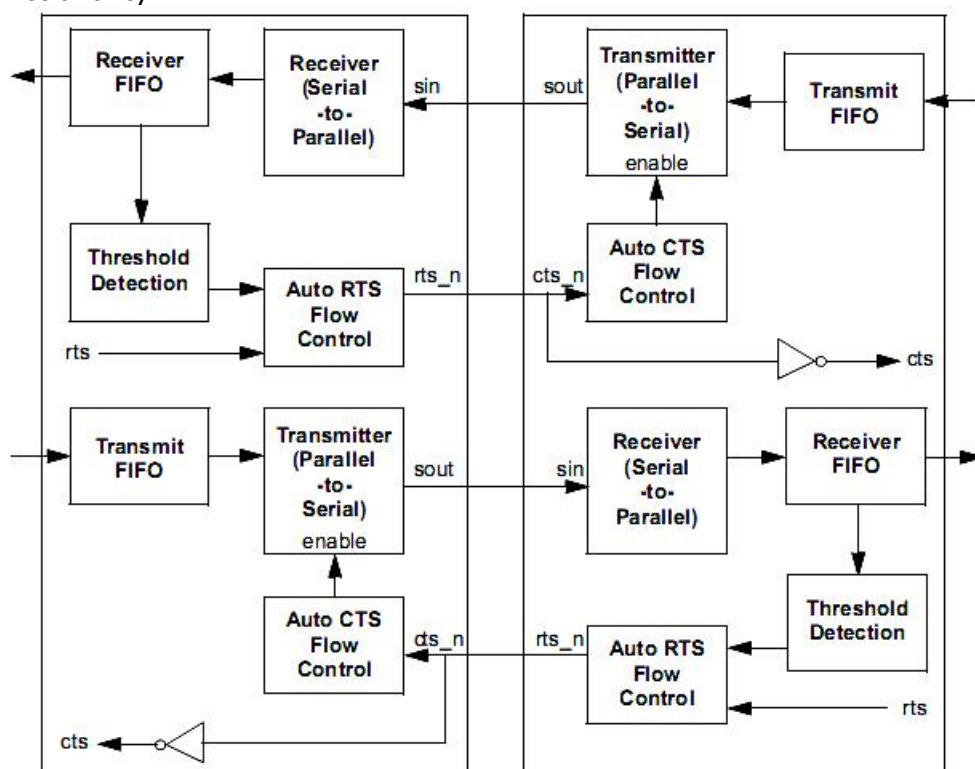 Receiver
FIFO
Receiver
(Serial
-to-
Parallel)
sin
sout
Transmitter
(Parallel
-to-
Serial)
enable
Transmit
FIFO
Threshold
Detection
Auto RTS
Flow
Control
rts_n
cts_n
Auto CTS
Flow
Control
rts
cts
Transmit
FIFO
Transmitter
(Parallel
-to-
Serial)
enable
sout
sin
Receiver
(Serial
-to-
Parallel)
Receiver
FIFO
Auto CTS
Flow
Control
cts_n
rts_n
Auto RTS
Flow
Control
Threshold
Detection
rts
cts